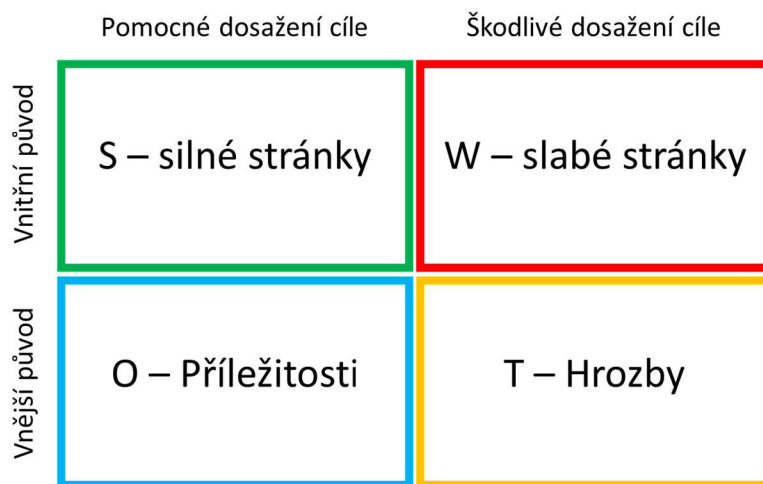 Pomocné dosažení cíle
Škodlivé dosažení cíle
Vnitřní původ
S – silné stránky
W – slabé stránky
Vnější původ
O – Příležitosti
T – Hrozby